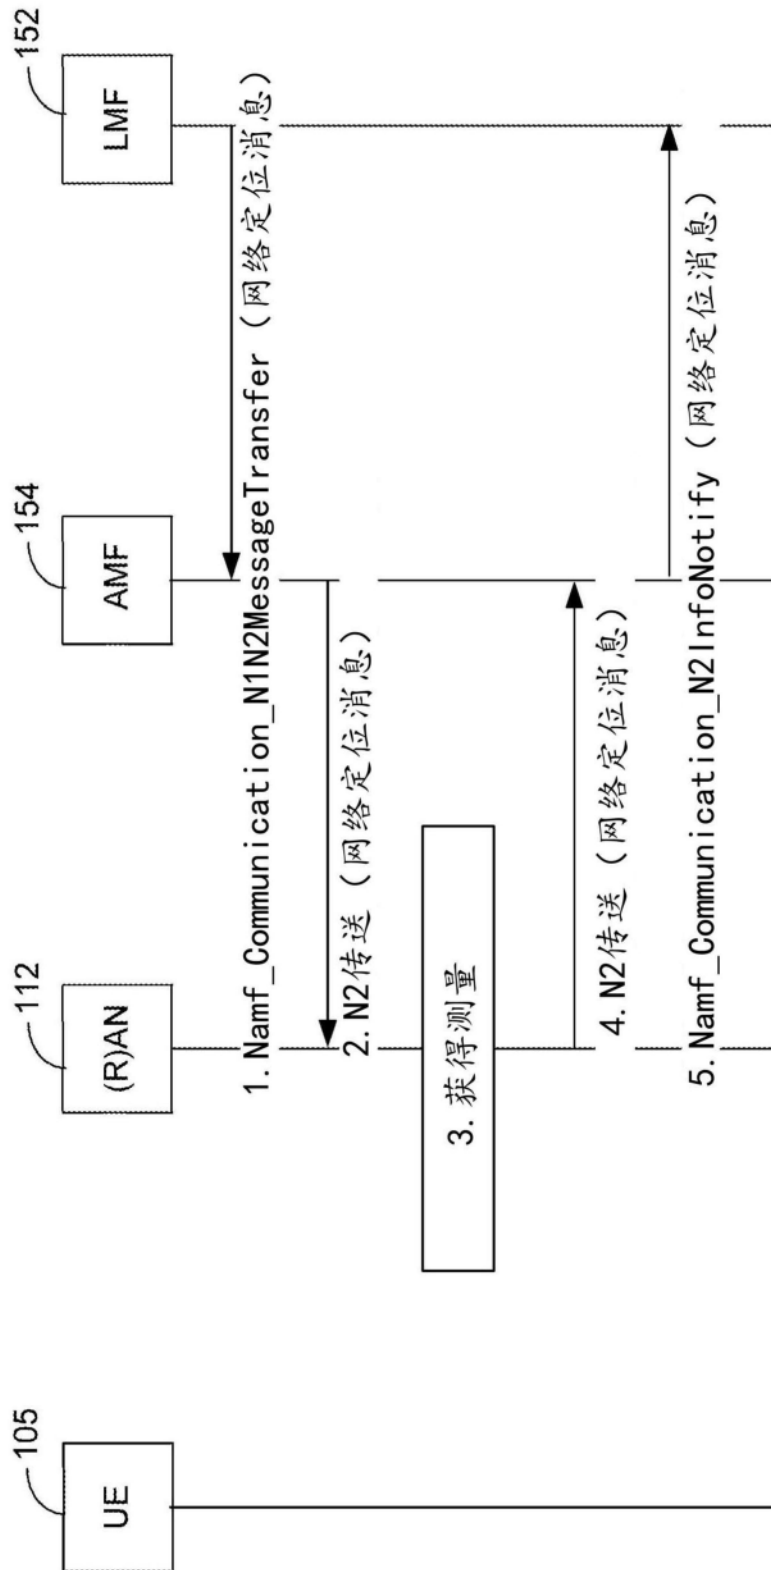 105
UE
112
(R)AN
154
AMF
152
LMF
1. Namf_Communication_N1N2MessageTransfer (网络定位消息)
2. N2传送 (网络定位消息)
3. 获得测量
4. N2传送 (网络定位消息)
5. Namf_Communication_N2InfoNotify (网络定位消息)